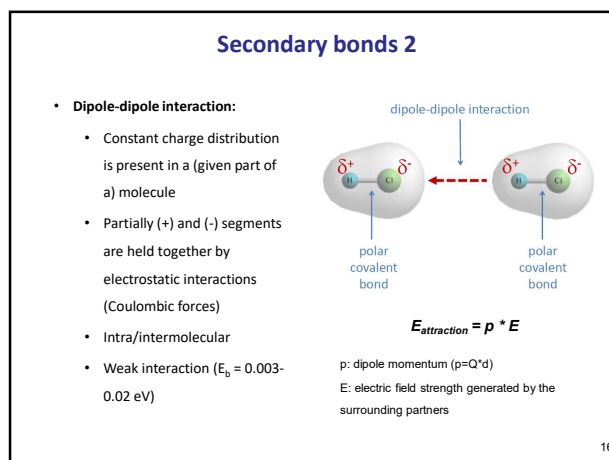 Secondary bonds 2
• Dipole-dipole interaction:
• Constant charge distribution
is present in a (given part of
a) molecule
• Partially (+) and (-) segments
are held together by
electrostatic interactions
(Coulombic forces)
• Intra/intermolecular
• Weak interaction (E_b = 0.003-
0.02 eV)
dipole-dipole interaction
δ⁺ δ⁻ δ⁺ δ⁻
H Cl H Cl
polar
covalent
bond
polar
covalent
bond
E_attraction = p * E
p: dipole momentum (p=Q*d)
E: electric field strength generated by the
surrounding partners
16